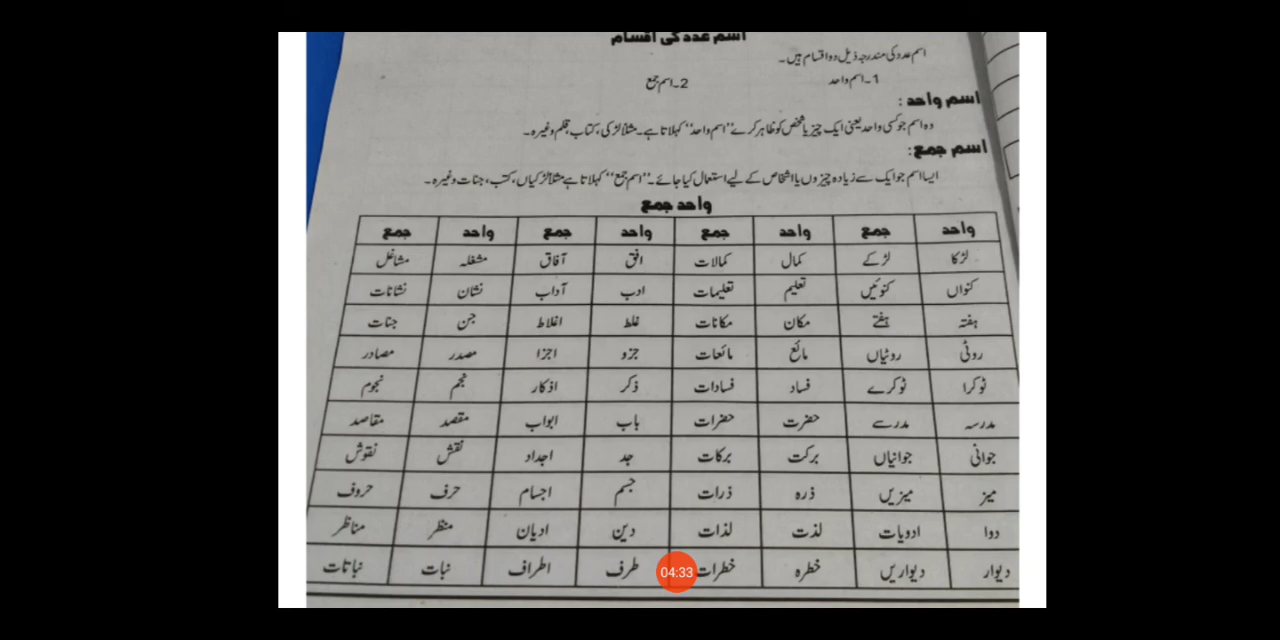 اسم عدد کی اقسام
اسم عدد کی مندرجہ ذیل دو اقسام ہیں۔
1۔اسم واحد 2۔اسم جمع
اسم واحد :
وہ اسم جو کسی واحد یعنی ایک چیز یا شخص کو ظاہر کرے ’’اسم واحد‘‘ کہلاتا ہے۔مثلاً لڑکی، کتاب، قلم وغیرہ۔
اسم جمع:
ایسا اسم جو ایک سے زیادہ چیزوں یا اشخاص کے لیے استعمال کیا جائے۔’’اسم جمع‘‘ کہلاتا ہے مثلاً لڑکیاں، کتب، جنات وغیرہ۔
واحد جمع
واحد جمع واحد جمع واحد جمع واحد جمع
لڑکا لڑکے کمال کمالات افق آفاق مشغلہ مشاغل
کنواں کنوئیں تعلیم تعلیمات ادب آداب نشان نشانات
ہفتہ ہفتے مکان مکانات غلط اغلاط جن جنات
روٹی روٹیاں مائع مائعات جزو اجزا مصدر مصادر
ٹوکرا ٹوکرے فساد فسادات ذکر اذکار نجم نجوم
مدرسہ مدرسے حضرت حضرات باب ابواب مقصد مقاصد
جوانی جوانیاں برکت برکات جد اجداد نقش نقوش
میز میزیں ذرہ ذرات جسم اجسام حرف حروف
دوا ادویات لذت لذات دین ادیان منظر مناظر
دیوار دیواریں خطرہ خطرات طرف اطراف نبات نباتات
04:33